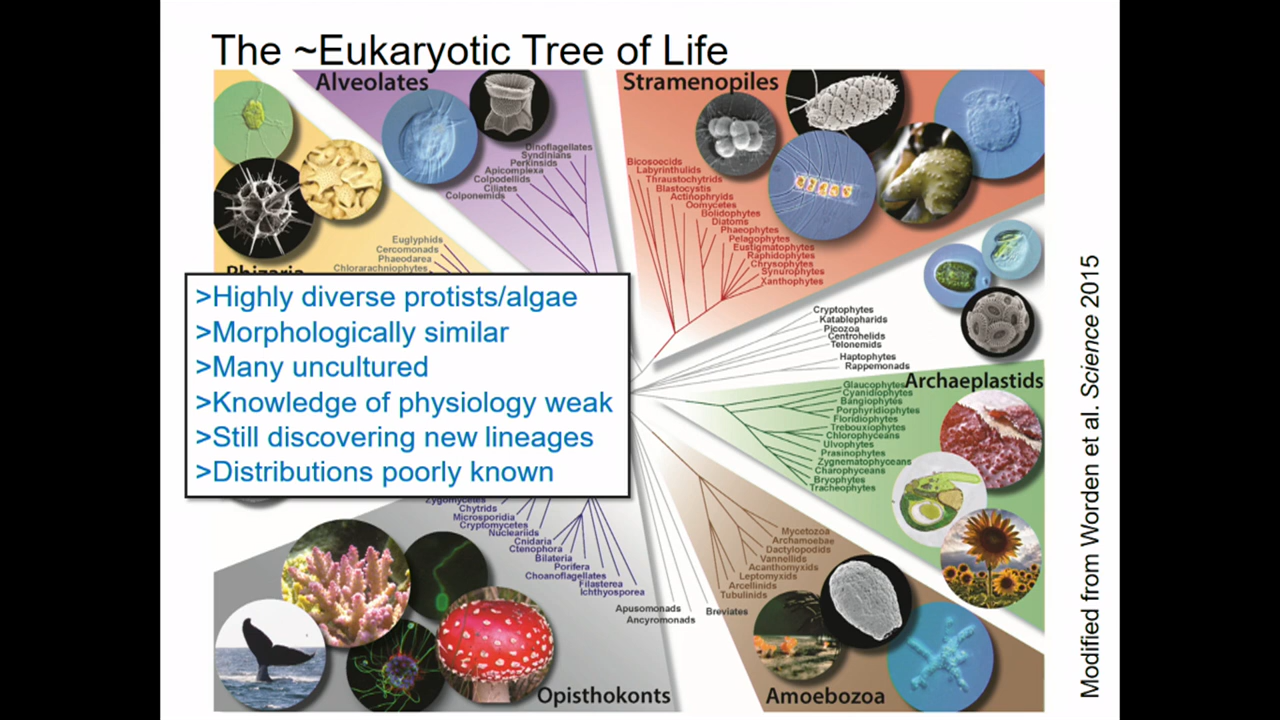 The ~Eukaryotic Tree of Life
Alveolates
Stramenopiles
Dinoflagellates
Syndinians
Perkinsids
Apicomplexa
Colpodellids
Ciliates
Colponemids
Bicosoecids
Labyrinthulids
Thraustochytrids
Blastocystis
Actinophryids
Oomycetes
Bolidophytes
Diatoms
Phaeophytes
Pelagophytes
Eustigmatophytes
Raphidophytes
Chrysophytes
Synurophytes
Xanthophytes
Euglyphids
Cercomonads
Phaeodarea
Chlorarachniophytes
Rhizaria
>Highly diverse protists/algae
>Morphologically similar
>Many uncultured
>Knowledge of physiology weak
>Still discovering new lineages
>Distributions poorly known
Cryptophytes
Katablepharids
Picozoa
Centrohelids
Telonemids
Haptophytes
Rappemonads
Archaeplastids
Glaucophytes
Cyanidiophytes
Bangiophytes
Porphyridiophytes
Floridiophytes
Trebouxiophytes
Chlorophyceans
Ulvophytes
Prasinophytes
Zygnematophyceans
Charophyceans
Bryophytes
Tracheophytes
Zygomycetes
Chytrids
Microsporidia
Cryptomycetes
Nucleariids
Cnidaria
Ctenophora
Bilateria
Porifera
Choanoflagellates
Filasterea
Ichthyosporea
Apusomonads
Ancyromonads
Breviates
Mycetozoa
Archamoebae
Dactylopodids
Vannellids
Acanthomyxids
Leptomyxids
Arcellinids
Tubulinids
Opisthokonts
Amoebozoa
Modified from Worden et al. Science 2015